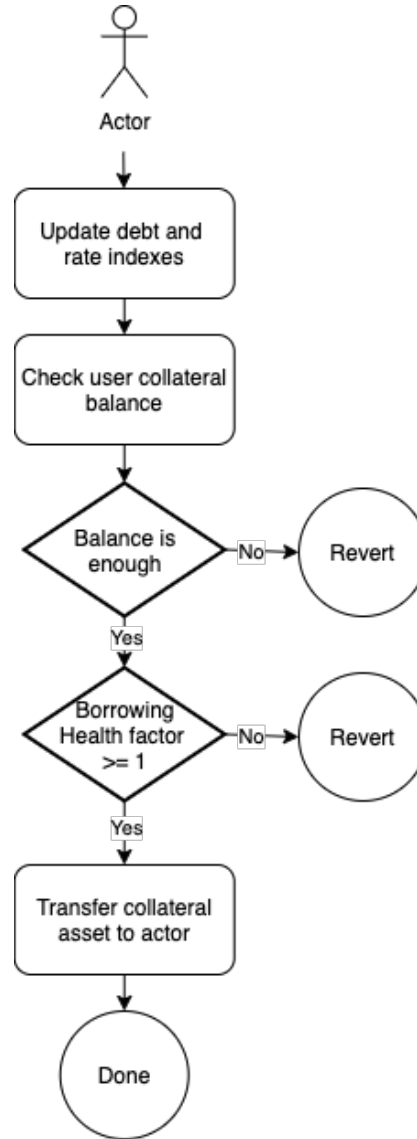 Actor
Update debt and
rate indexes
Check user collateral
balance
Balance is
enough
No
Revert
Yes
Borrowing
Health factor
>= 1
No
Revert
Yes
Transfer collateral
asset to actor
Done